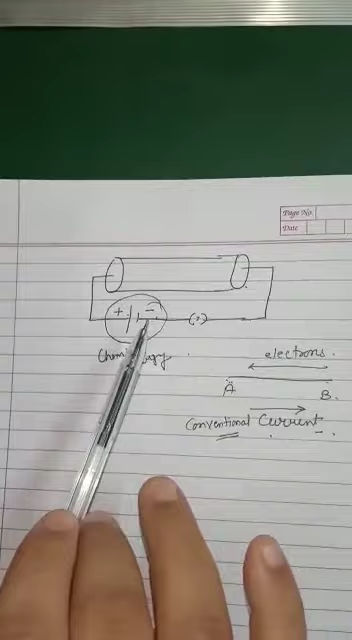 Page No.
Date
+ -
(.)
electrons.
A B.
Conventional Current.